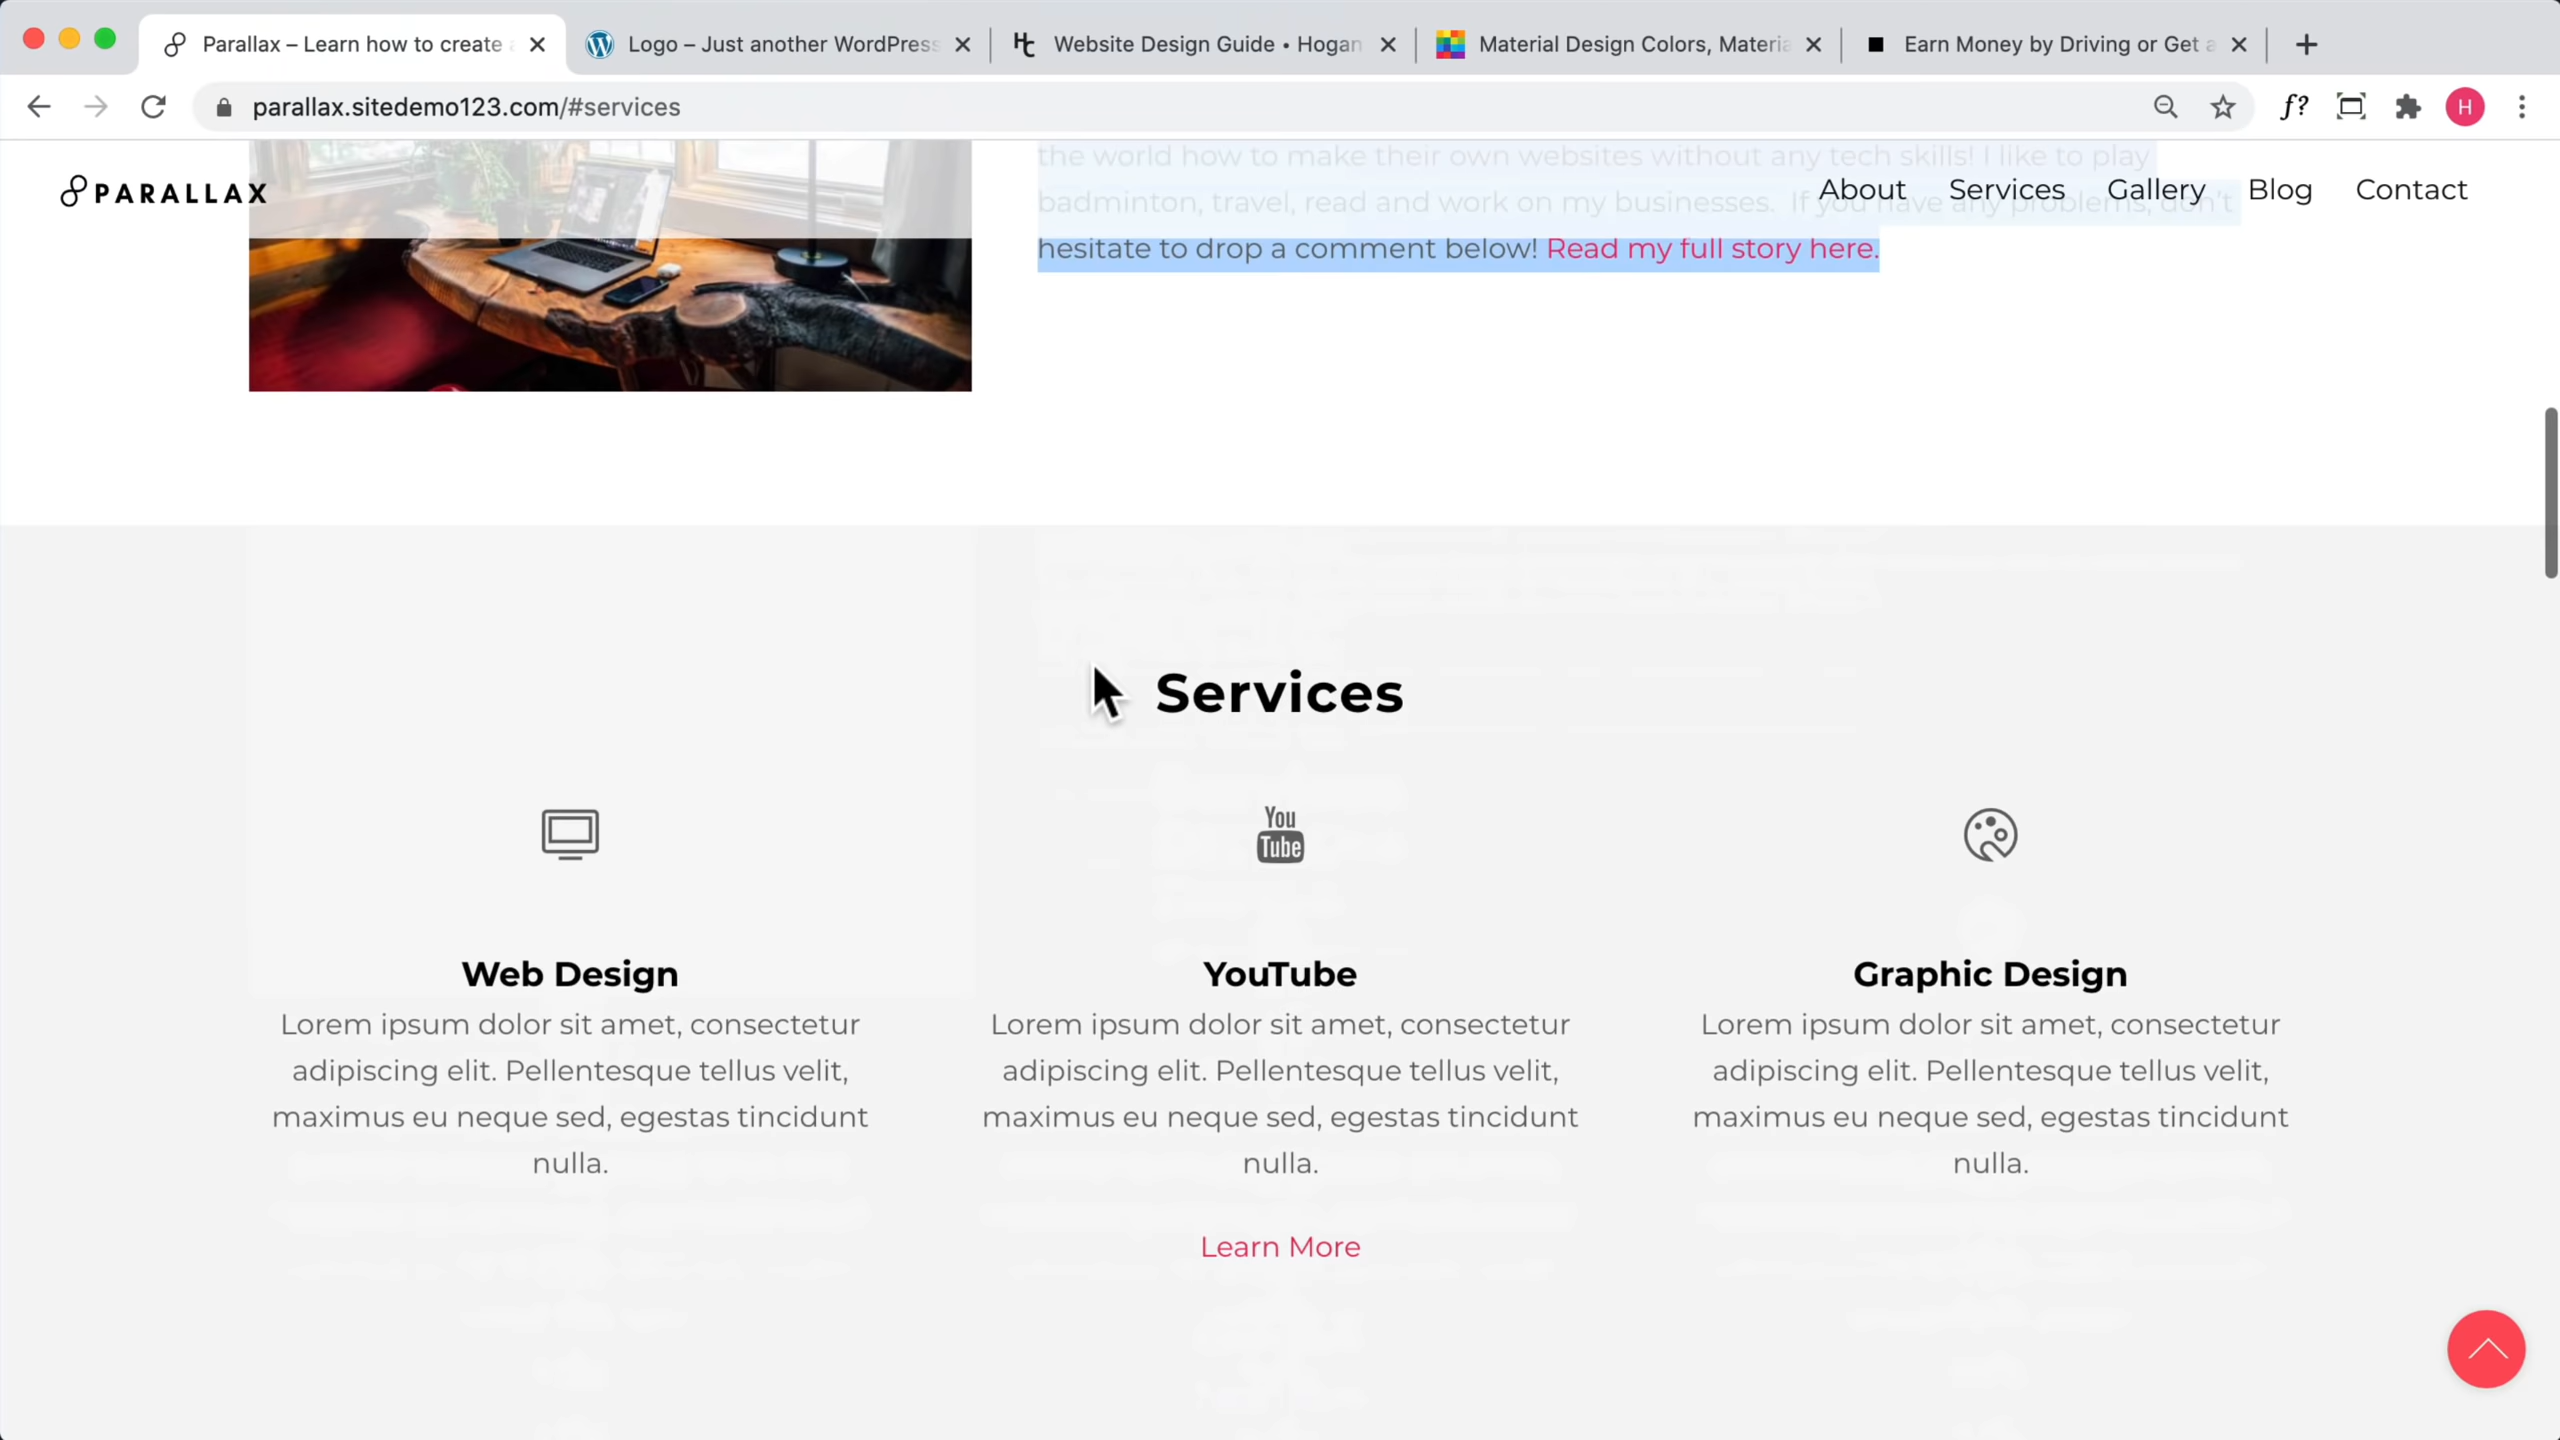 Parallax – Learn how to create
Logo – Just another WordPress
Website Design Guide • Hogan
Material Design Colors, Materia
Earn Money by Driving or Get a
parallax.sitedemo123.com/#services
f?
H
the world how to make their own websites without any tech skills! I like to play
PARALLAX
About
Services
Gallery
Blog
Contact
badminton, travel, read and work on my businesses. If you have any problems, don't
hesitate to drop a comment below! Read my full story here.
Services
You
Tube
Web Design
Lorem ipsum dolor sit amet, consectetur
adipiscing elit. Pellentesque tellus velit,
maximus eu neque sed, egestas tincidunt
nulla.
YouTube
Lorem ipsum dolor sit amet, consectetur
adipiscing elit. Pellentesque tellus velit,
maximus eu neque sed, egestas tincidunt
nulla.
Learn More
Graphic Design
Lorem ipsum dolor sit amet, consectetur
adipiscing elit. Pellentesque tellus velit,
maximus eu neque sed, egestas tincidunt
nulla.